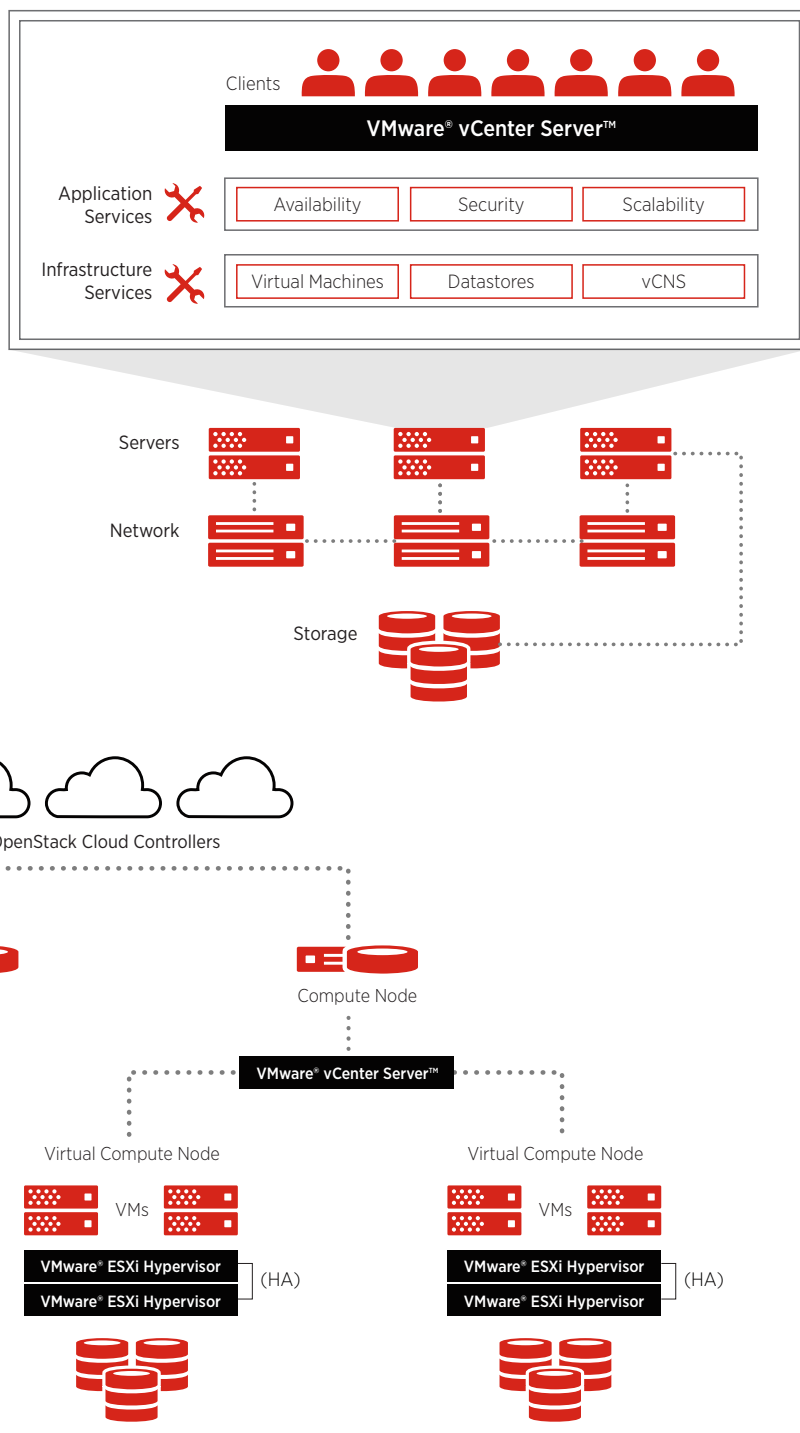 Clients
VMware® vCenter Server™
Application
Services
Availability
Security
Scalability
Infrastructure
Services
Virtual Machines
Datastores
vCNS
Servers
Network
Storage
Cloud Controllers
Compute Node
VMware® vCenter Server™
Virtual Compute Node
Virtual Compute Node
VMs
VMs
VMware® ESXi Hypervisor
VMware® ESXi Hypervisor
(HA)
VMware® ESXi Hypervisor
VMware® ESXi Hypervisor
(HA)